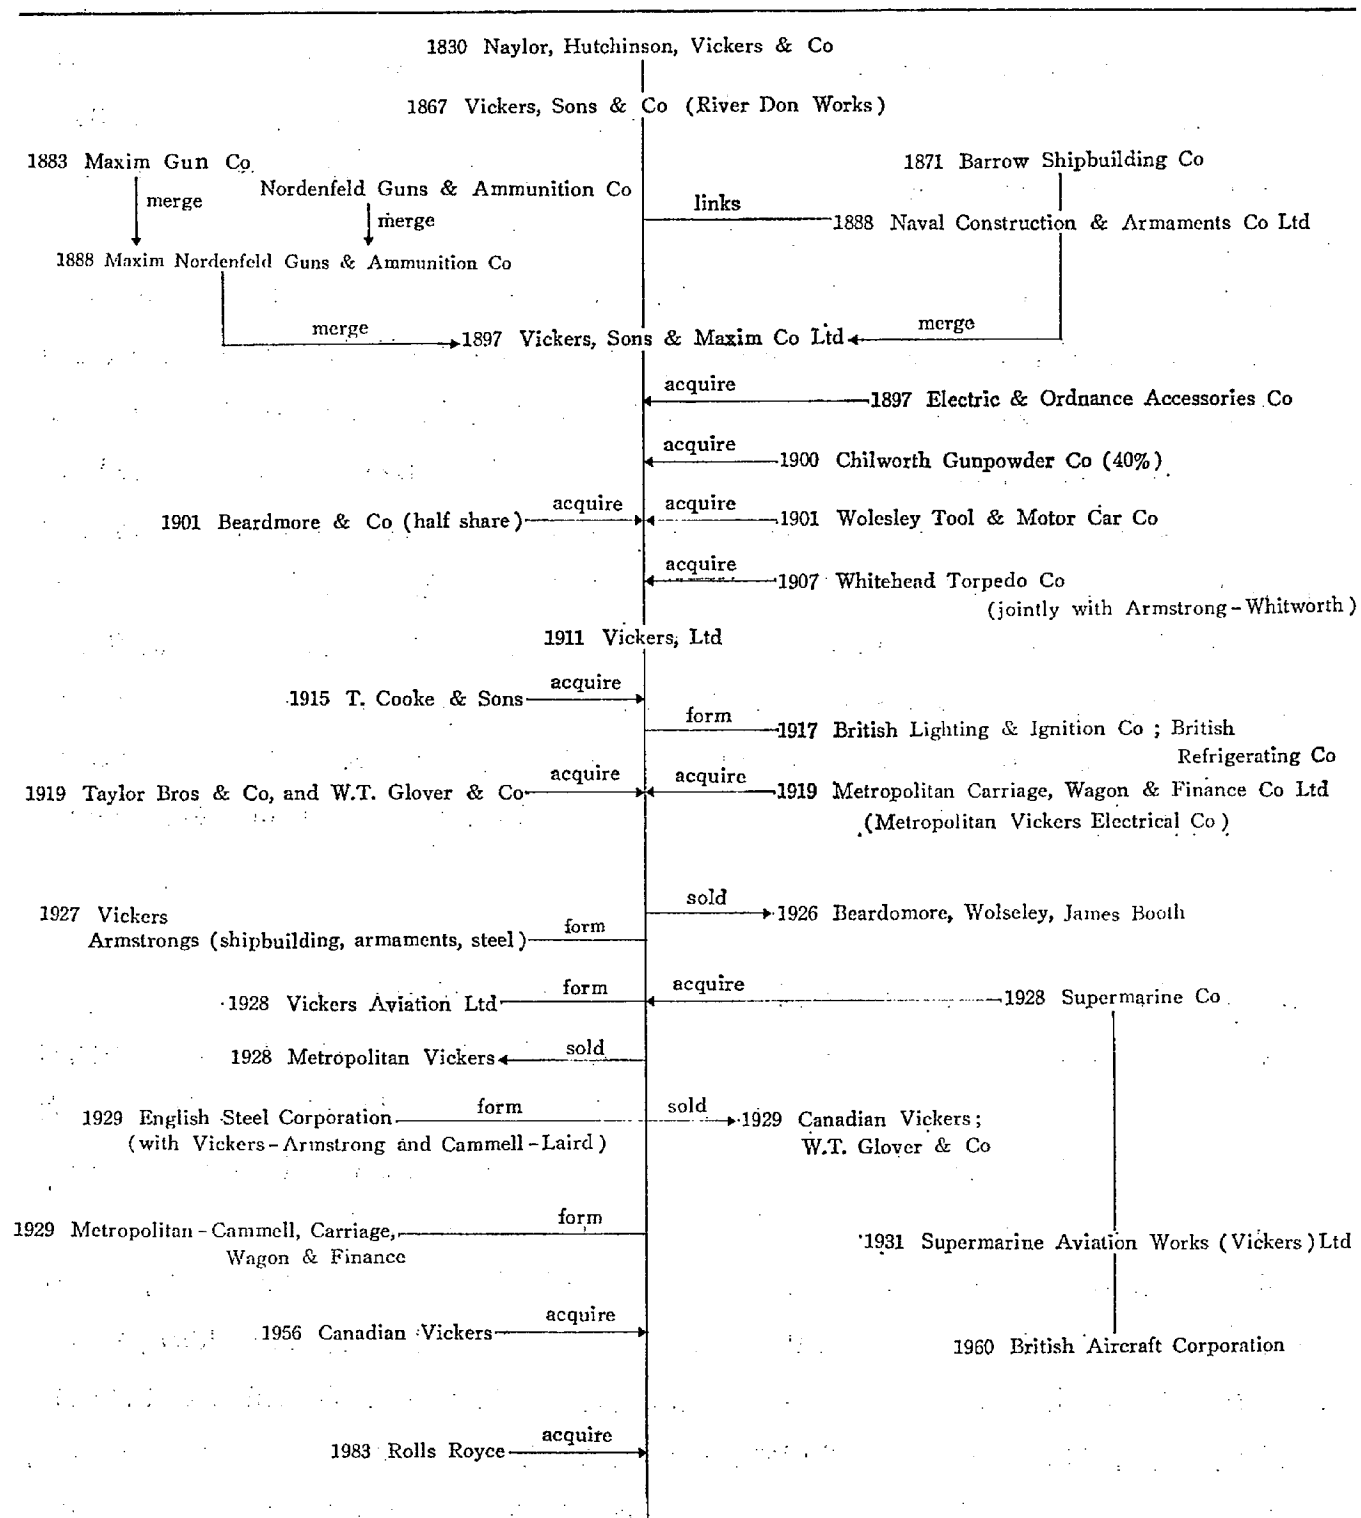 1830 Naylor, Hutchinson, Vickers & Co
1867 Vickers, Sons & Co (River Don Works)
1883 Maxim Gun Co
1871 Barrow Shipbuilding Co
Nordenfeld Guns & Ammunition Co
merge
links
merge
1888 Naval Construction & Armaments Co Ltd
1888 Maxim Nordenfeld Guns & Ammunition Co
merge
1897 Vickers, Sons & Maxim Co Ltd
merge
acquire
1897 Electric & Ordnance Accessories Co
acquire
1900 Chilworth Gunpowder Co (40%)
1901 Beardmore & Co (half share)
acquire
acquire
1901 Wolesley Tool & Motor Car Co
acquire
1907 Whitehead Torpedo Co
(jointly with Armstrong-Whitworth)
1911 Vickers, Ltd
1915 T. Cooke & Sons
acquire
form
1917 British Lighting & Ignition Co ; British
Refrigerating Co
1919 Taylor Bros & Co, and W.T. Glover & Co
acquire
acquire
1919 Metropolitan Carriage, Wagon & Finance Co Ltd
(Metropolitan Vickers Electrical Co)
sold
1926 Beardomore, Wolseley, James Booth
1927 Vickers
Armstrongs (shipbuilding, armaments, steel)
form
1928 Vickers Aviation Ltd
form
acquire
1928 Supermarine Co
1928 Metropolitan Vickers
sold
1929 English Steel Corporation
form
sold
1929 Canadian Vickers;
(with Vickers-Armstrong and Cammell-Laird)
W.T. Glover & Co
1929 Metropolitan-Cammell, Carriage,
form
Wagon & Finance
1931 Supermarine Aviation Works (Vickers) Ltd
1956 Canadian Vickers
acquire
1960 British Aircraft Corporation
1983 Rolls Royce
acquire